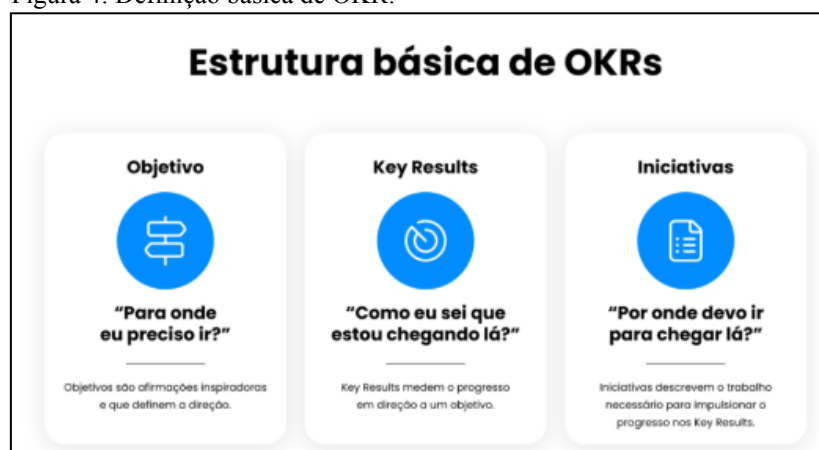 Figura 4: Definição básica de OKR.
Estrutura básica de OKRs
Objetivo
“Para onde
eu preciso ir?”
Objetivos são afirmações inspiradoras
e que definem a direção.
Key Results
“Como eu sei que
estou chegando lá?”
Key Results medem o progresso
em direção a um objetivo.
Iniciativas
“Por onde devo ir
para chegar lá?”
Iniciativas descrevem o trabalho
necessário para impulsionar o
progresso nos Key Results.